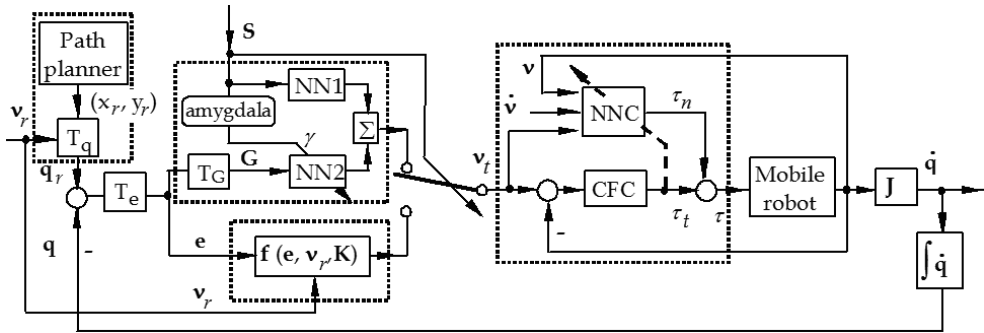 Path
planner
(x_r, y_r)
ν_r
T_q
q_r
T_e
q
-
e
ν_r
S
amygdala
NN1
γ
Σ
T_G
G
NN2
f (e, ν_r, K)
ν_t
ν
ν̇
NNC
τ_n
CFC
-
τ_t
τ
Mobile
robot
J
q̇
∫q̇